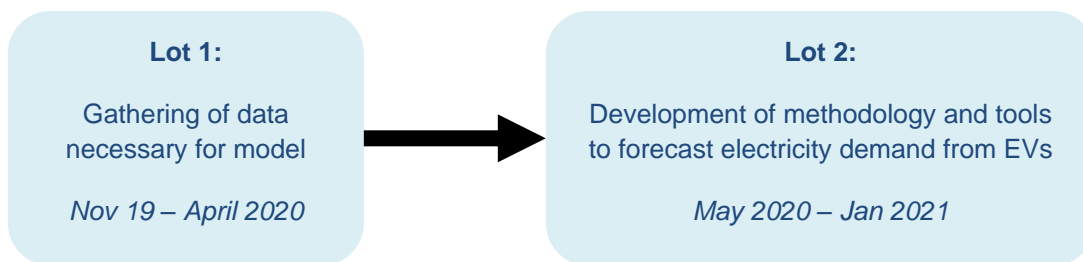 Lot 1:
Gathering of data
necessary for model
Nov 19 – April 2020
Lot 2:
Development of methodology and tools
to forecast electricity demand from EVs
May 2020 – Jan 2021